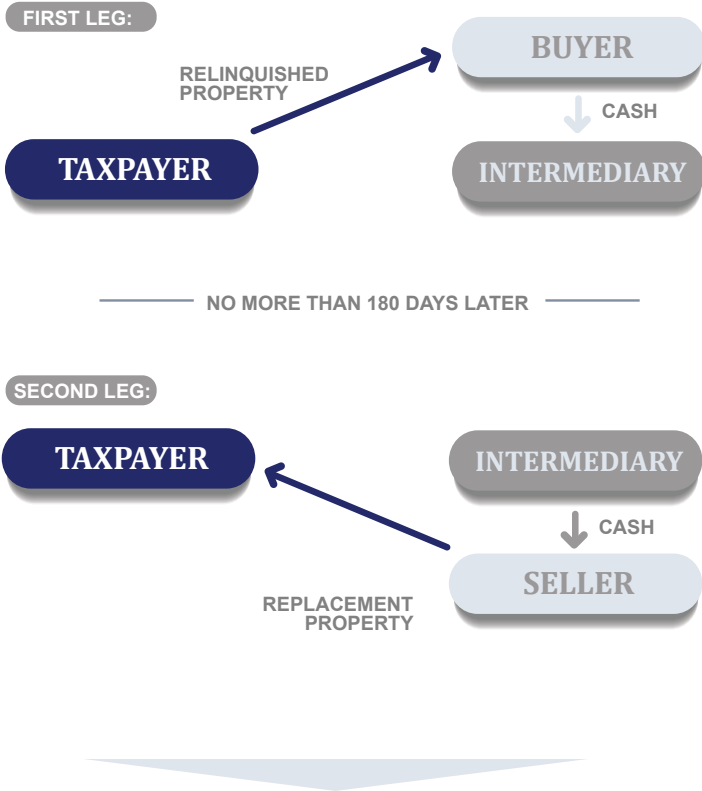 FIRST LEG:
BUYER
RELINQUISHED
PROPERTY
CASH
TAXPAYER
INTERMEDIARY
NO MORE THAN 180 DAYS LATER
SECOND LEG:
TAXPAYER
INTERMEDIARY
CASH
SELLER
REPLACEMENT
PROPERTY